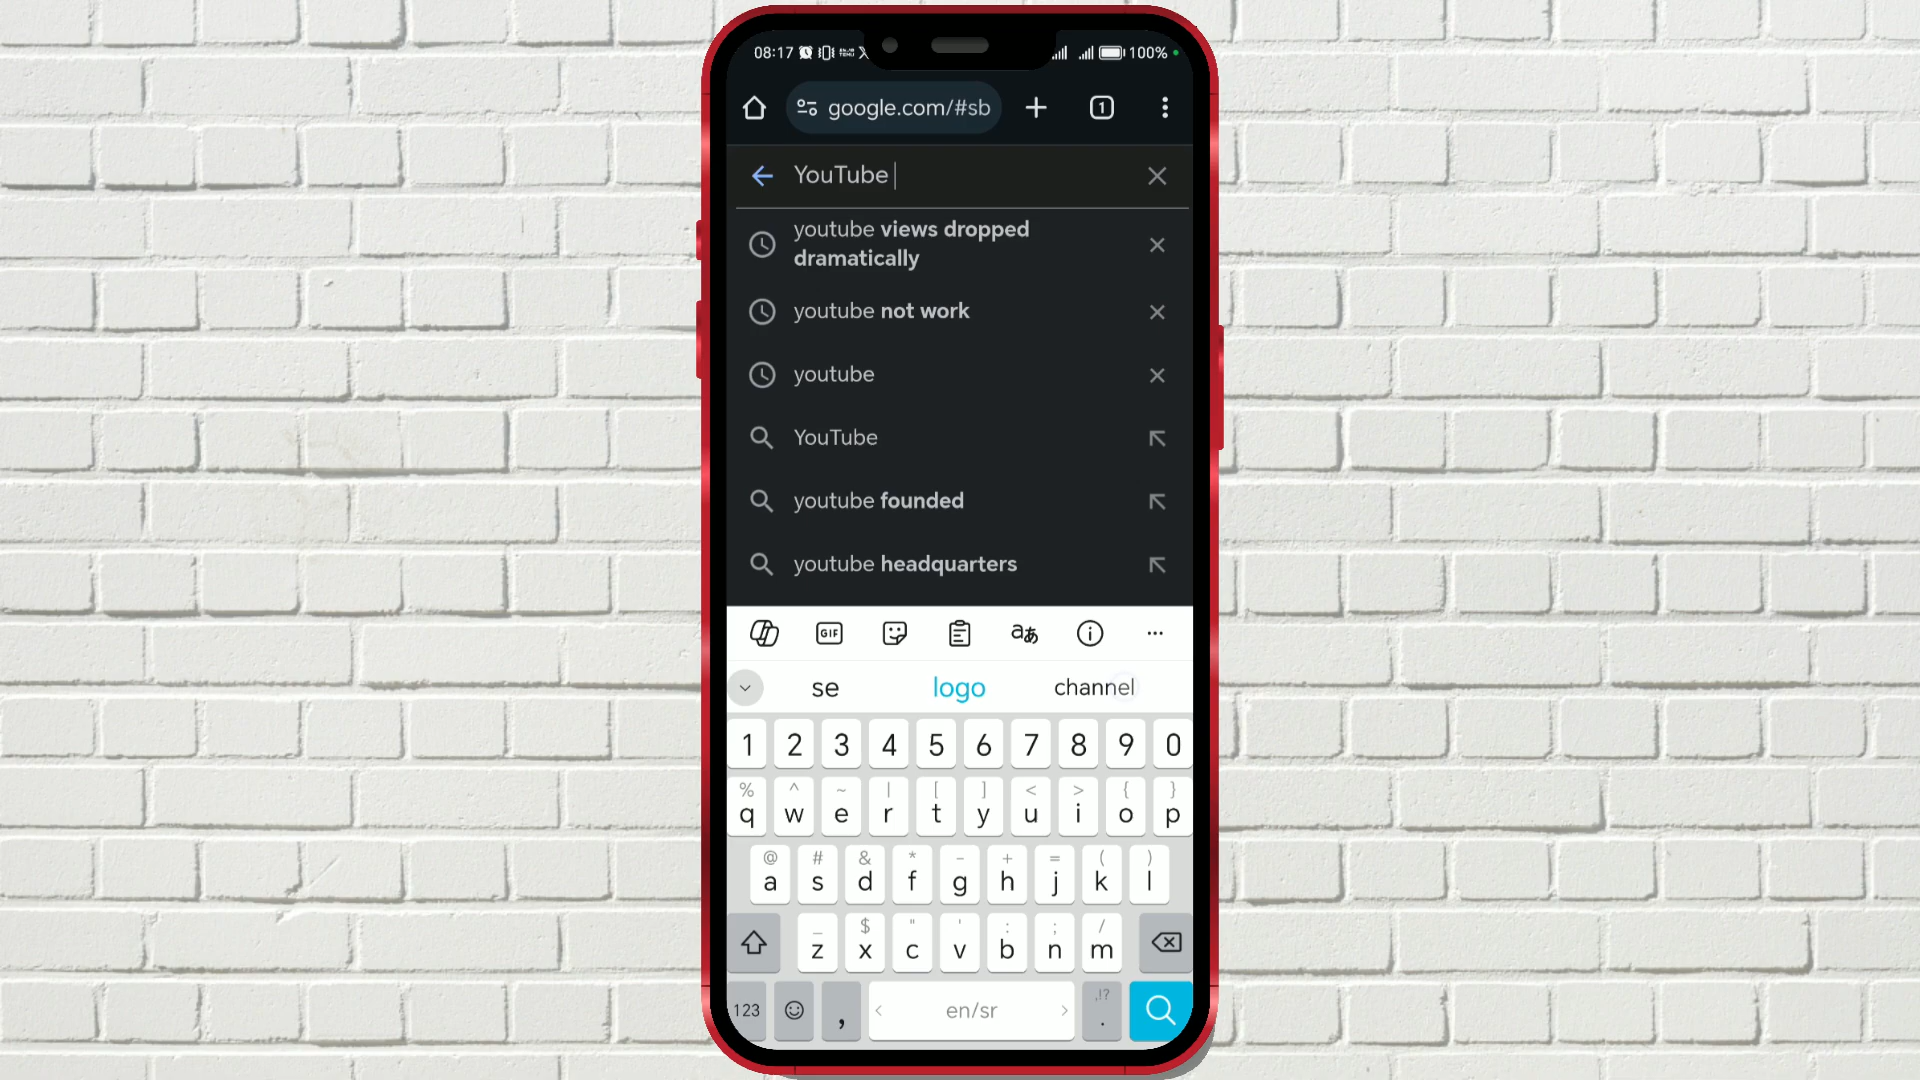 08:17 100%
google.com/#sb 1
YouTube
youtube views dropped
dramatically
youtube not work
youtube
YouTube
youtube founded
youtube headquarters
GIF aあ
se logo channel
1 2 3 4 5 6 7 8 9 0
% ^ ~ | [ ] < > { }
q w e r t y u i o p
@ # & * - + = ( )
a s d f g h j k l
_ $ " ' : ; /
z x c v b n m
,!?
123 , < en/sr > .